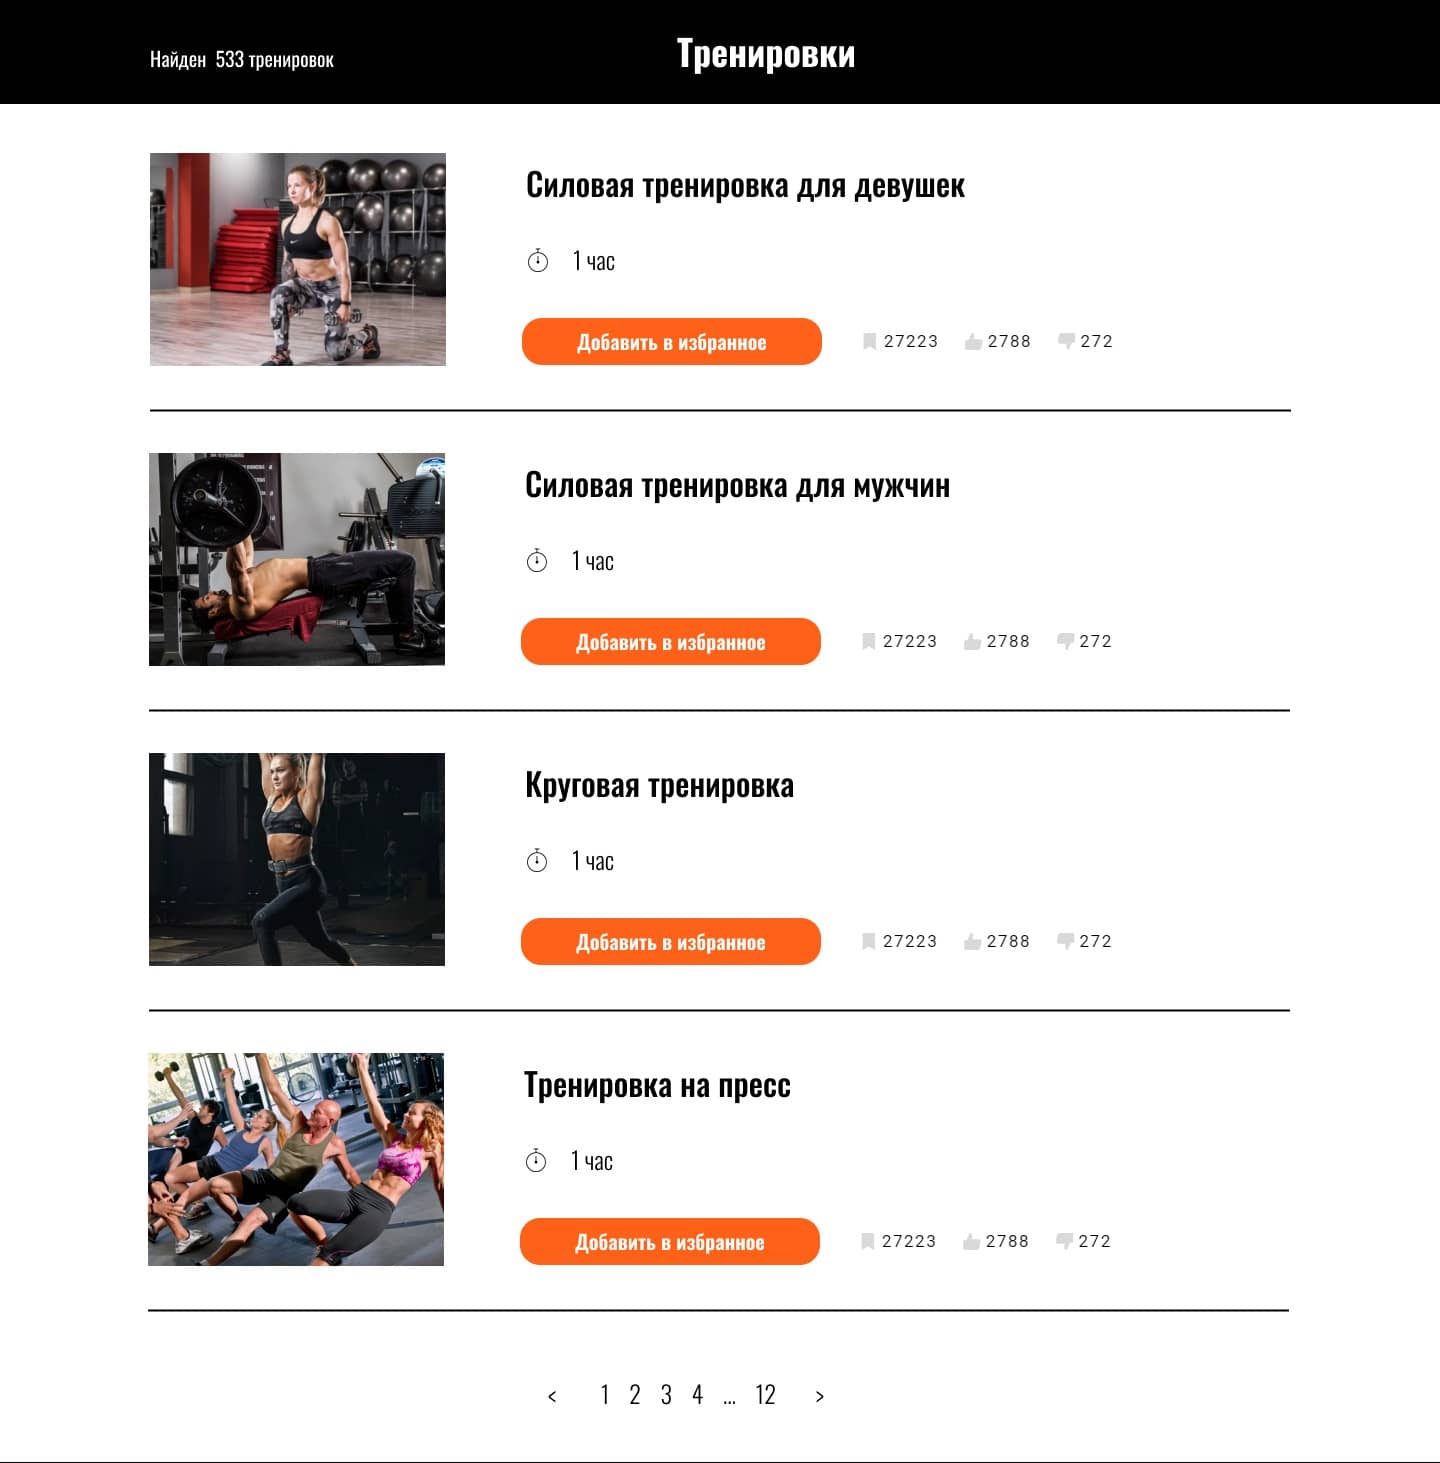 Найден 533 тренировок
Тренировки
Силовая тренировка для девушек
1 час
Добавить в избранное 27223 2788 272
Силовая тренировка для мужчин
1 час
Добавить в избранное 27223 2788 272
Круговая тренировка
1 час
Добавить в избранное 27223 2788 272
Тренировка на пресс
1 час
Добавить в избранное 27223 2788 272
< 1 2 3 4 ... 12 >